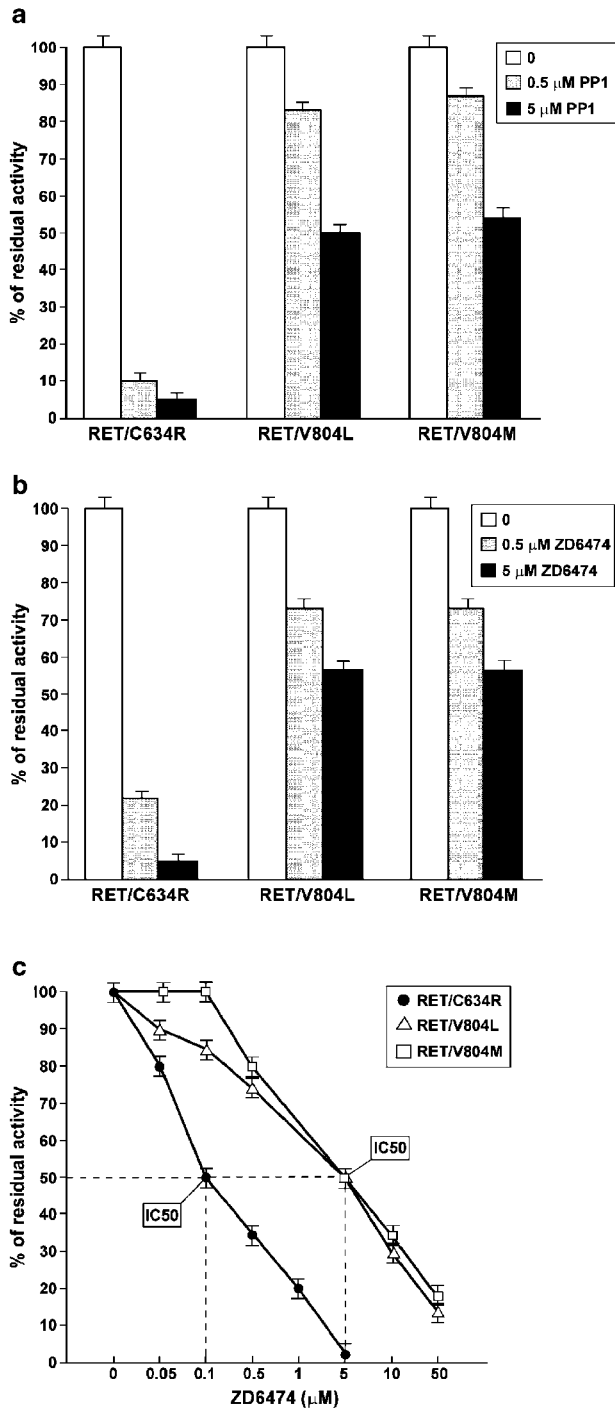 a
100
90
80
70
60
50
40
30
20
10
0
% of residual activity
0
0.5 μM PP1
5 μM PP1
RET/C634R RET/V804L RET/V804M
b
100
90
80
70
60
50
40
30
20
10
0
% of residual activity
0
0.5 μM ZD6474
5 μM ZD6474
RET/C634R RET/V804L RET/V804M
c
100
90
80
70
60
50
40
30
20
10
0
% of residual activity
RET/C634R
RET/V804L
RET/V804M
IC50
IC50
0 0.05 0.1 0.5 1 5 10 50
ZD6474 (μM)